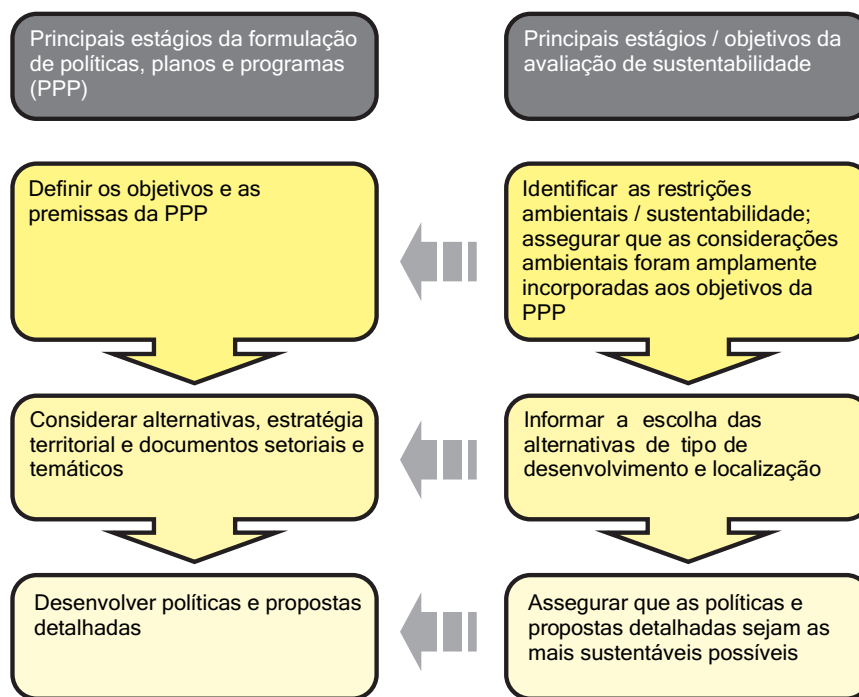 Principais estágios da formulação
de políticas, planos e programas
(PPP)
Principais estágios / objetivos da
avaliação de sustentabilidade
Definir os objetivos e as
premissas da PPP
Identificar as restrições
ambientais / sustentabilidade;
assegurar que as considerações
ambientais foram amplamente
incorporadas aos objetivos da
PPP
Considerar alternativas, estratégia
territorial e documentos setoriais e
temáticos
Informar a escolha das
alternativas de tipo de
desenvolvimento e localização
Desenvolver políticas e propostas
detalhadas
Assegurar que as políticas e
propostas detalhadas sejam as
mais sustentáveis possíveis